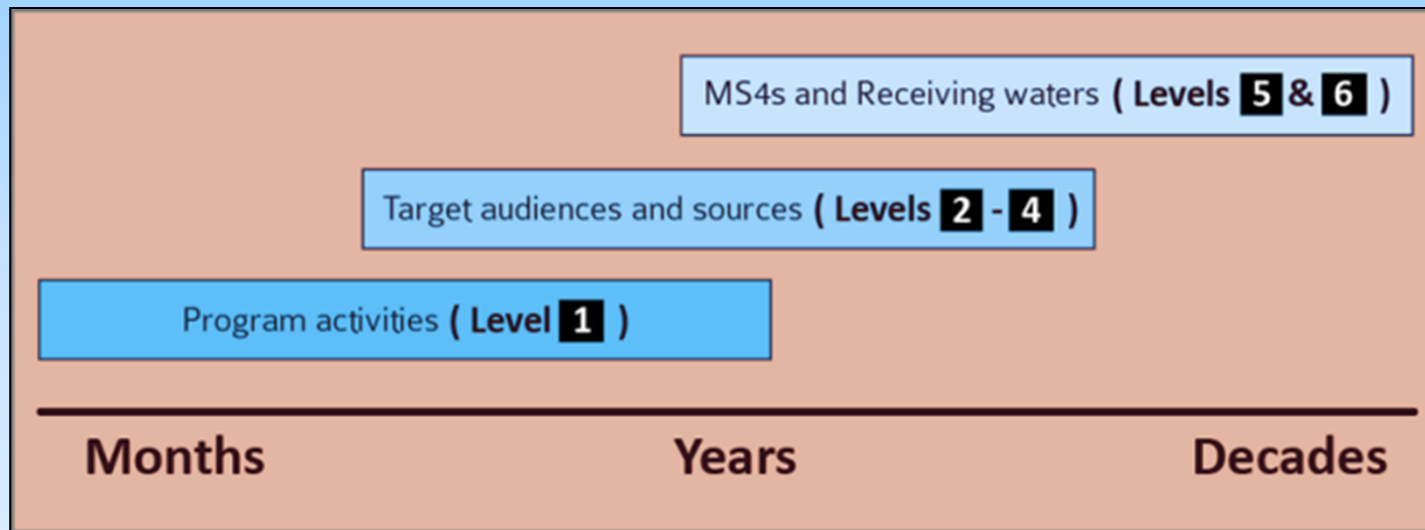 MS4s and Receiving waters ( Levels 5 & 6 )
Target audiences and sources ( Levels 2 - 4 )
Program activities ( Level 1 )
Months Years Decades